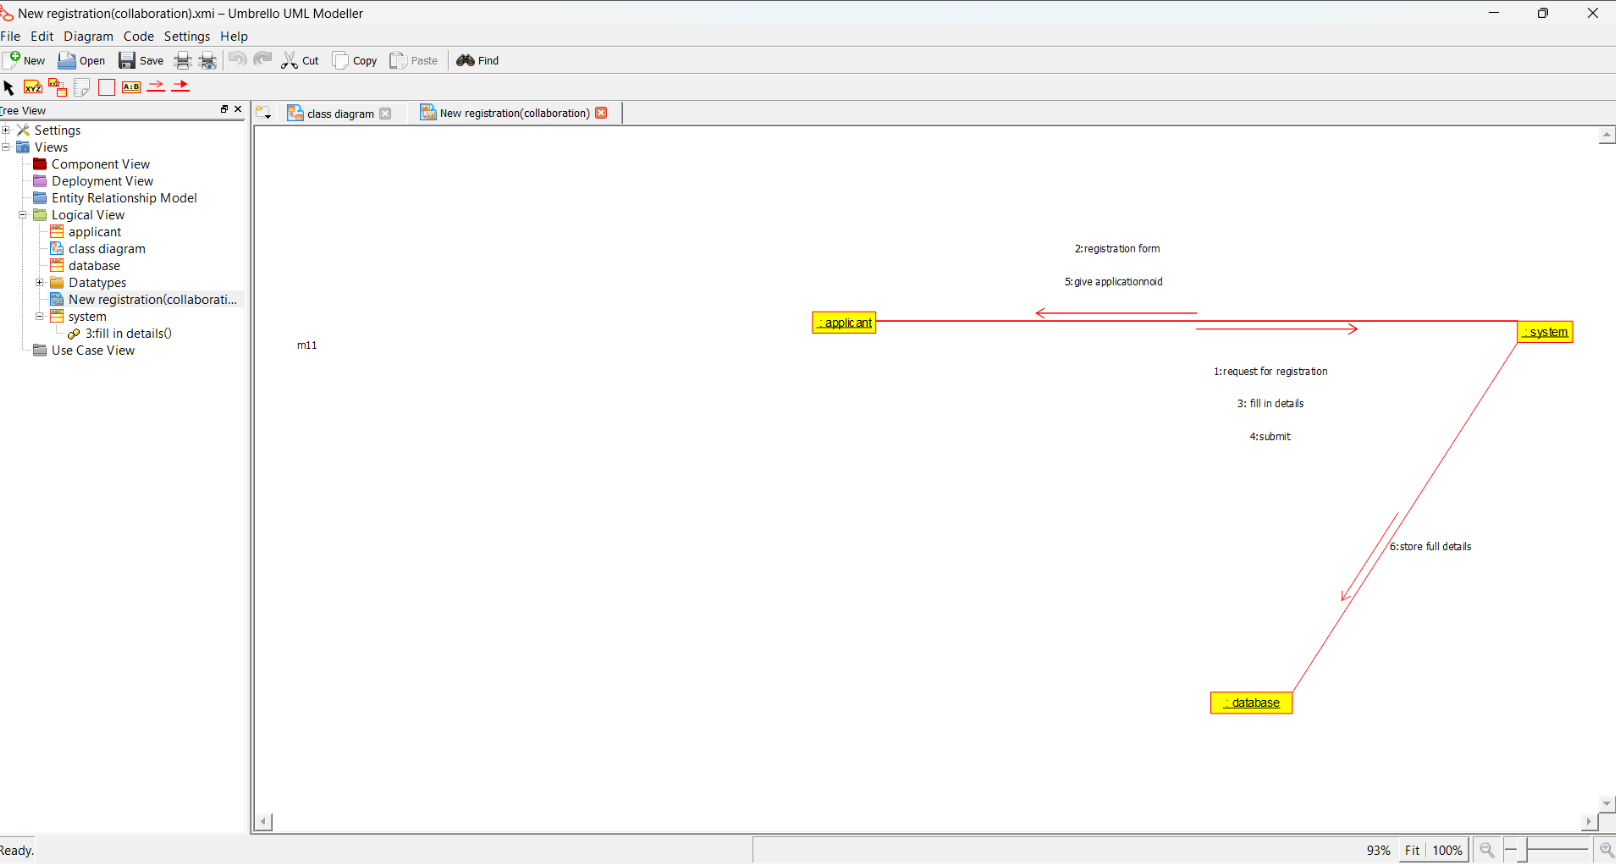 New registration(collaboration).xmi – Umbrello UML Modeller
File Edit Diagram Code Settings Help
New Open Save Cut Copy Paste Find
XYZ A:B
Tree View
class diagram New registration(collaboration)
Settings
Views
Component View
Deployment View
Entity Relationship Model
Logical View
applicant
class diagram
database
Datatypes
New registration(collaborati...
system
3:fill in details()
Use Case View
2:registration form
5:give applicationnoid
: applicant
: system
m11
1:request for registration
3: fill in details
4:submit
6:store full details
: database
Ready.
93% Fit 100%